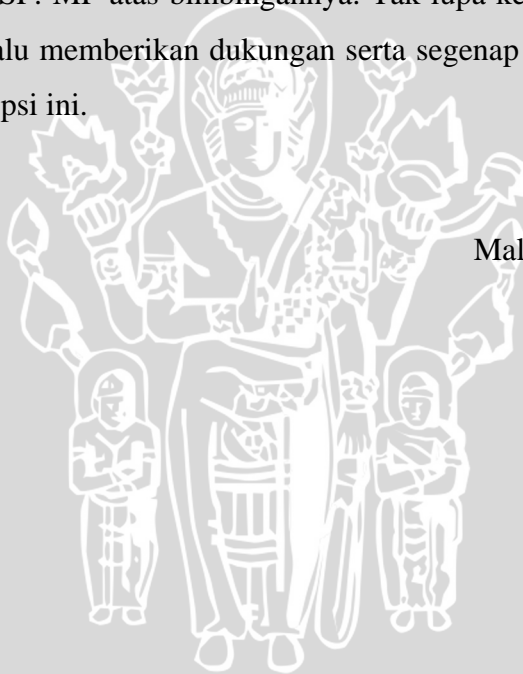 SP. MP atas bimbingannya. Tak lupa ke
alu memberikan dukungan serta segenap
psi ini.
Mal